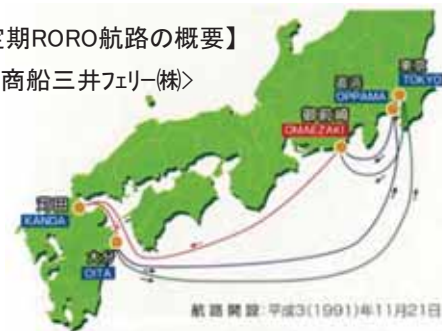 定期RORO航路の概要】
商船三井フェリー㈱>
東京
TOKYO
追浜
OPPAMA
御前崎
OMAEZAKI
苅田
KANDA
大分
OITA
航路開設:平成3(1991)年11月21日